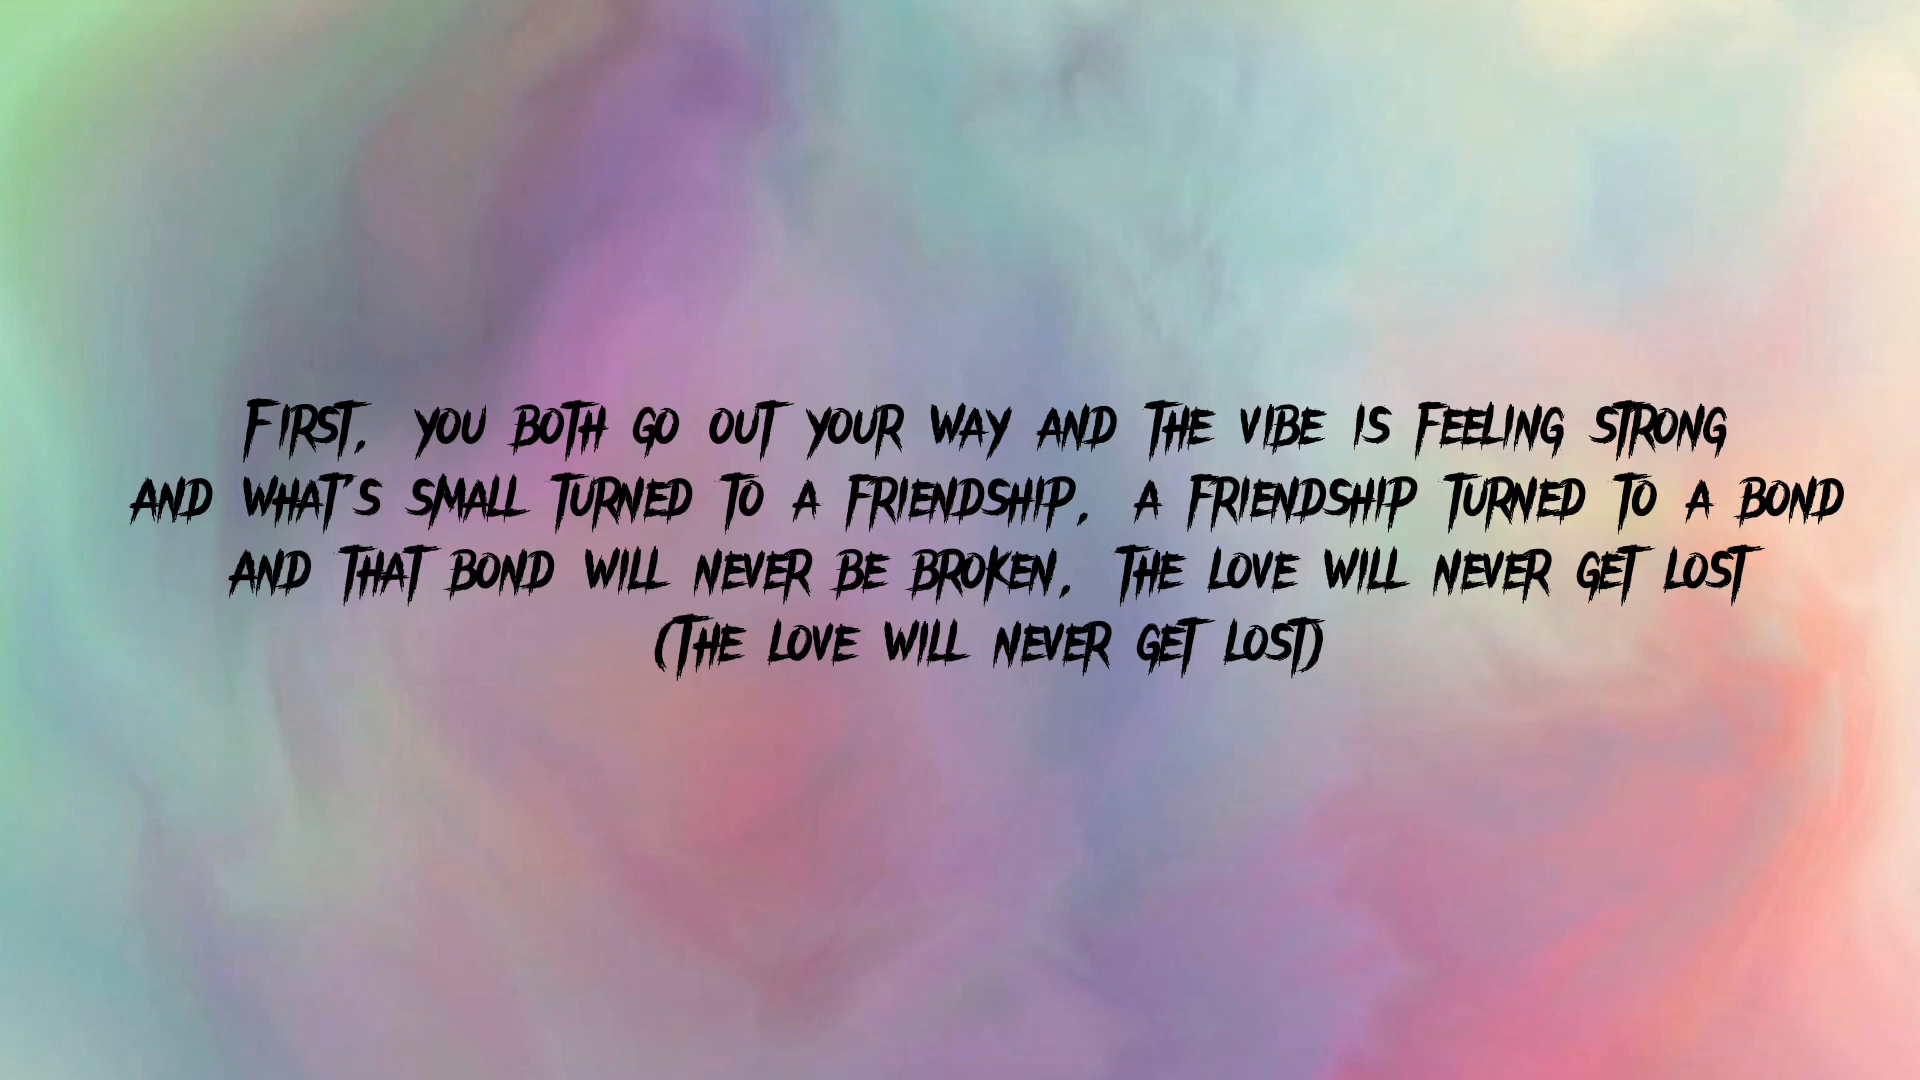 First, you both go out your way and the vibe is feeling strong
and what's small turned to a friendship, a friendship turned to a bond
and that bond will never be broken, the love will never get lost
(The love will never get lost)